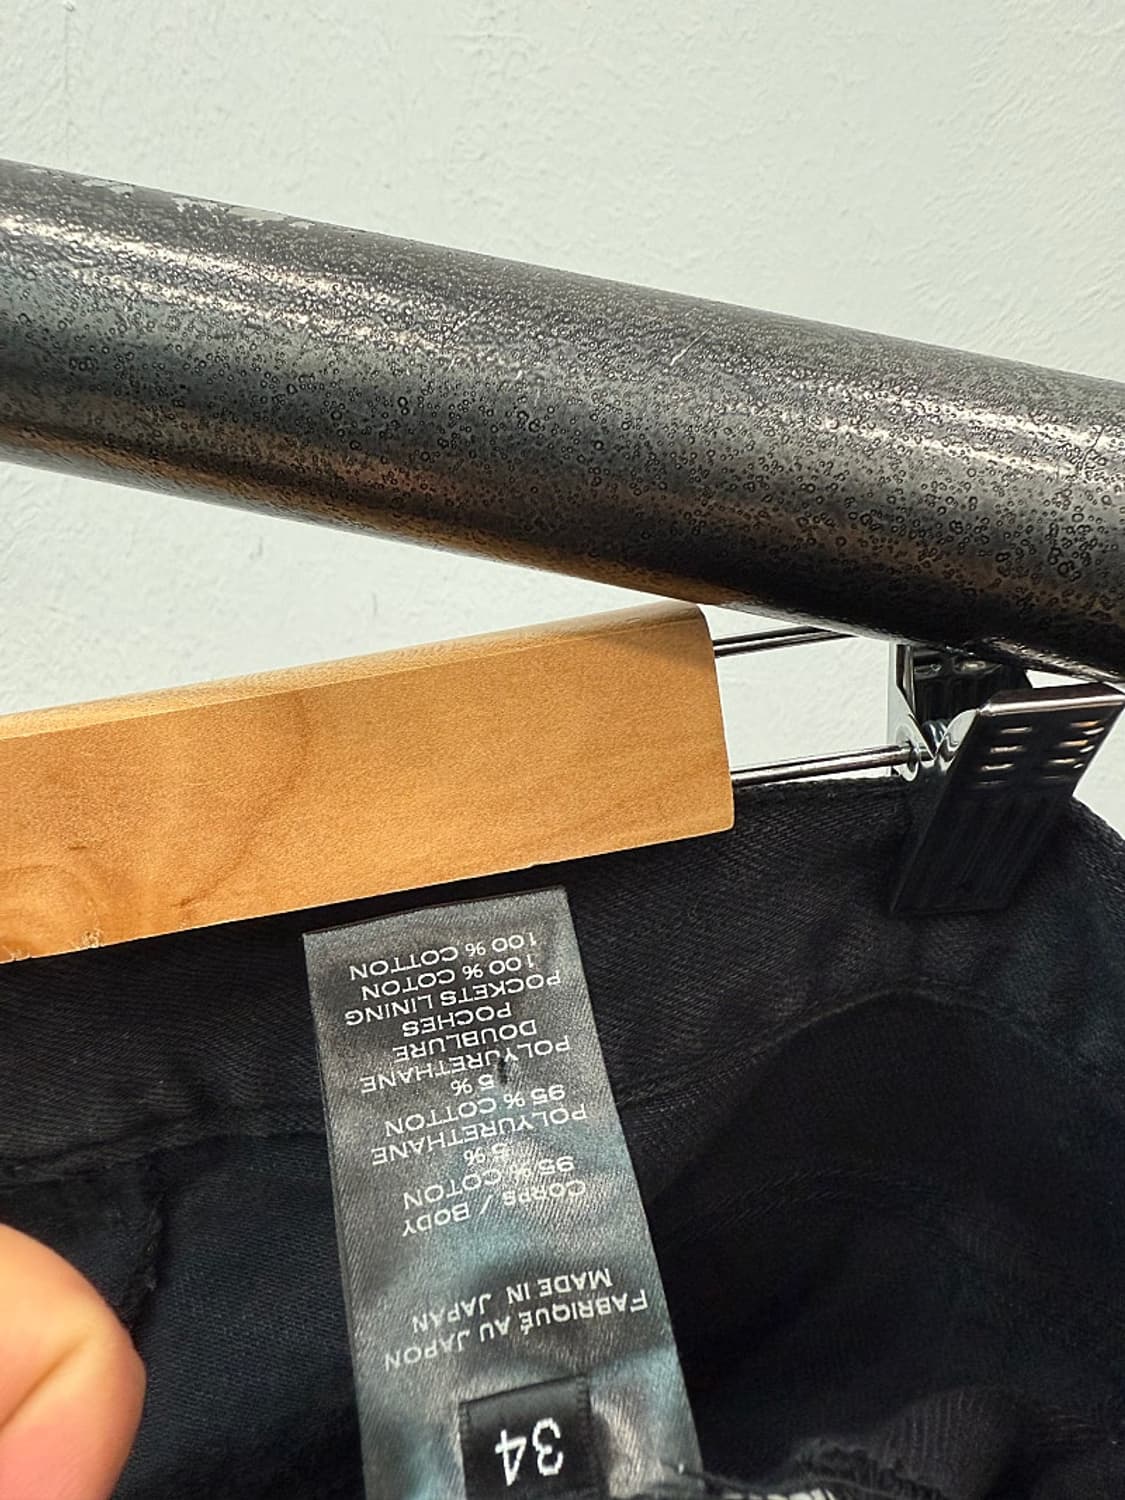 34
FABRIQUÉ AU JAPON
MADE IN JAPAN
CORPS / BODY
95 % COTON
5 %
POLYURETHANE
95 % COTTON
5 %
POLYURETHANE
DOUBLURE
POCHES
POCKETS LINING
100 % COTON
100 % COTTON